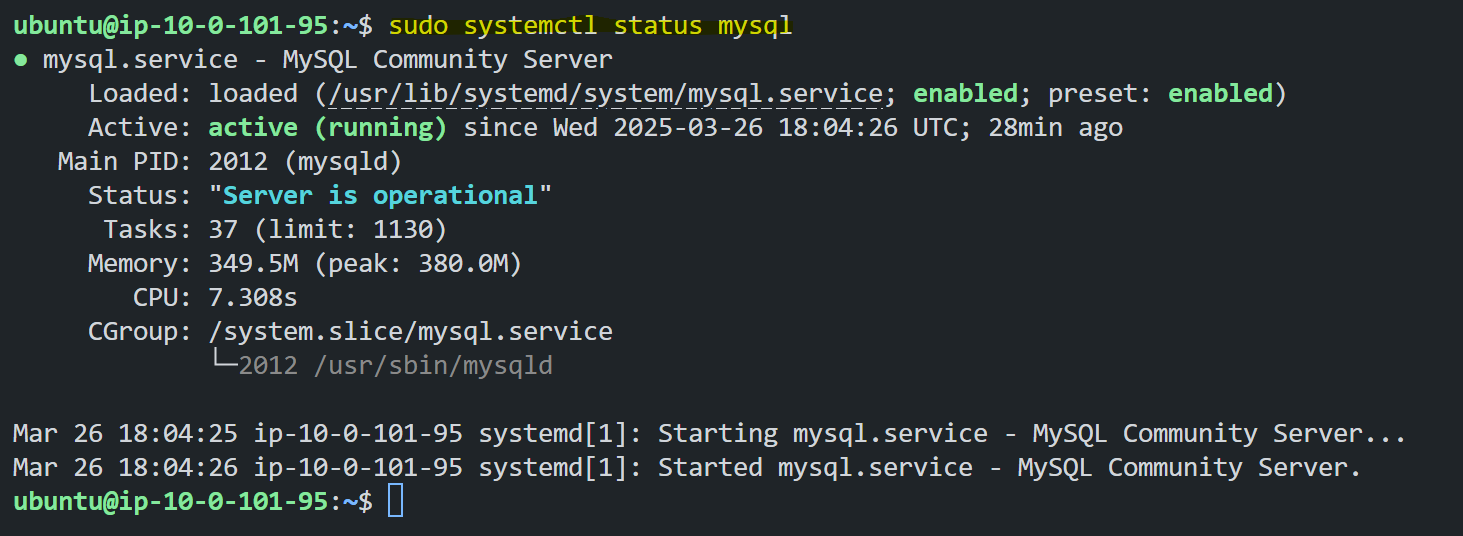 ubuntu@ip-10-0-101-95:~$ sudo systemctl status mysql
● mysql.service - MySQL Community Server
     Loaded: loaded (/usr/lib/systemd/system/mysql.service; enabled; preset: enabled)
     Active: active (running) since Wed 2025-03-26 18:04:26 UTC; 28min ago
   Main PID: 2012 (mysqld)
     Status: "Server is operational"
      Tasks: 37 (limit: 1130)
     Memory: 349.5M (peak: 380.0M)
        CPU: 7.308s
     CGroup: /system.slice/mysql.service
             └─2012 /usr/sbin/mysqld

Mar 26 18:04:25 ip-10-0-101-95 systemd[1]: Starting mysql.service - MySQL Community Server...
Mar 26 18:04:26 ip-10-0-101-95 systemd[1]: Started mysql.service - MySQL Community Server.
ubuntu@ip-10-0-101-95:~$